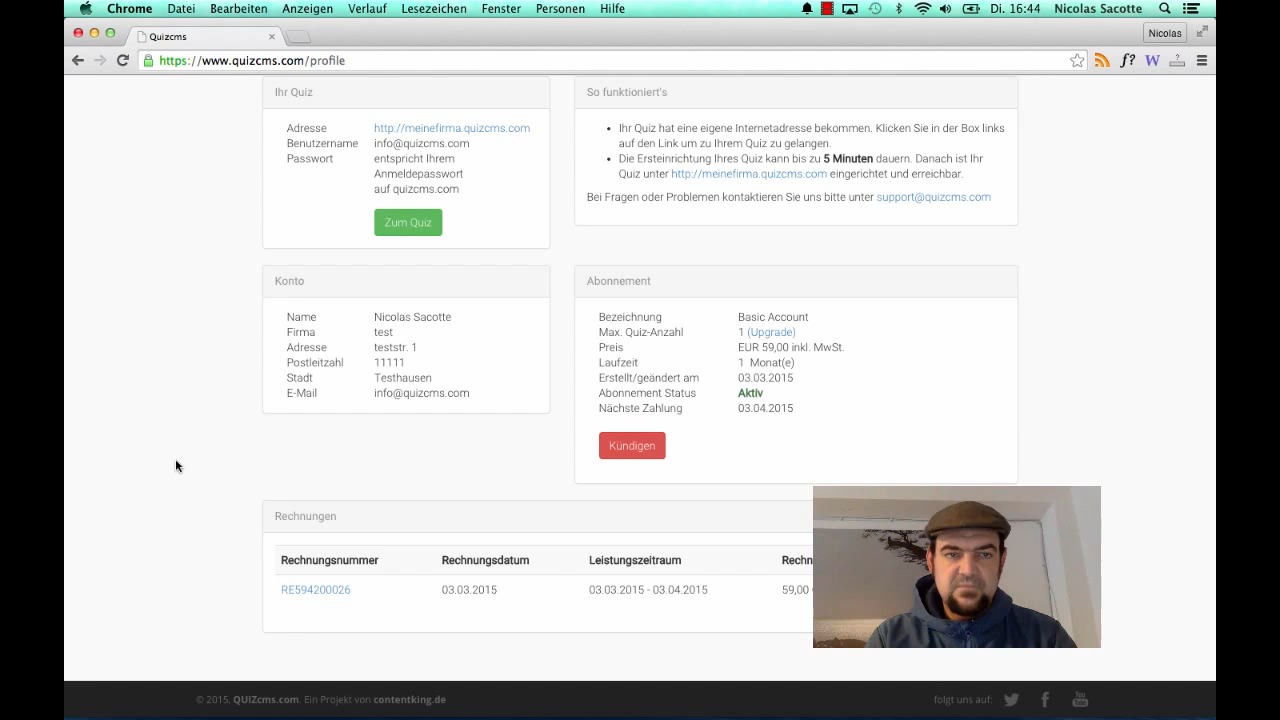 Chrome Datei Bearbeiten Anzeigen Verlauf Lesezeichen Fenster Personen Hilfe Di. 16:44 Nicolas Sacotte
Quizcms Nicolas
https://www.quizcms.com/profile
Ihr Quiz
Adresse http://meinefirma.quizcms.com
Benutzername info@quizcms.com
Passwort entspricht Ihrem
Anmeldepasswort
auf quizcms.com
Zum Quiz
So funktioniert's
Ihr Quiz hat eine eigene Internetadresse bekommen. Klicken Sie in der Box links
auf den Link um zu Ihrem Quiz zu gelangen.
Die Ersteinrichtung Ihres Quiz kann bis zu 5 Minuten dauern. Danach ist Ihr
Quiz unter http://meinefirma.quizcms.com eingerichtet und erreichbar.
Bei Fragen oder Problemen kontaktieren Sie uns bitte unter support@quizcms.com
Konto
Name Nicolas Sacotte
Firma test
Adresse teststr. 1
Postleitzahl 11111
Stadt Testhausen
E-Mail info@quizcms.com
Abonnement
Bezeichnung Basic Account
Max. Quiz-Anzahl 1 (Upgrade)
Preis EUR 59,00 inkl. MwSt.
Laufzeit 1 Monat(e)
Erstellt/geändert am 03.03.2015
Abonnement Status Aktiv
Nächste Zahlung 03.04.2015
Kündigen
Rechnungen
Rechnungsnummer Rechnungsdatum Leistungszeitraum Rechn
RE594200026 03.03.2015 03.03.2015 - 03.04.2015 59,00
© 2015, QUIZcms.com. Ein Projekt von contentking.de folgt uns auf: